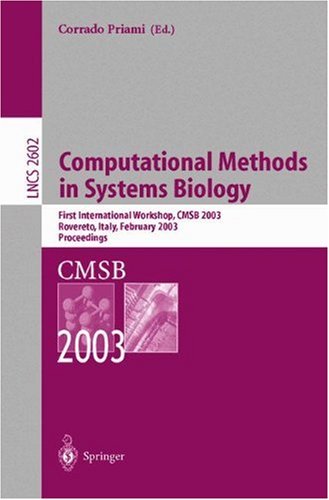 Corrado Priami (Ed.)
LNCS 2602
Computational Methods
in Systems Biology
First International Workshop, CMSB 2003
Rovereto, Italy, February 2003
Proceedings
CMSB
2003
Springer